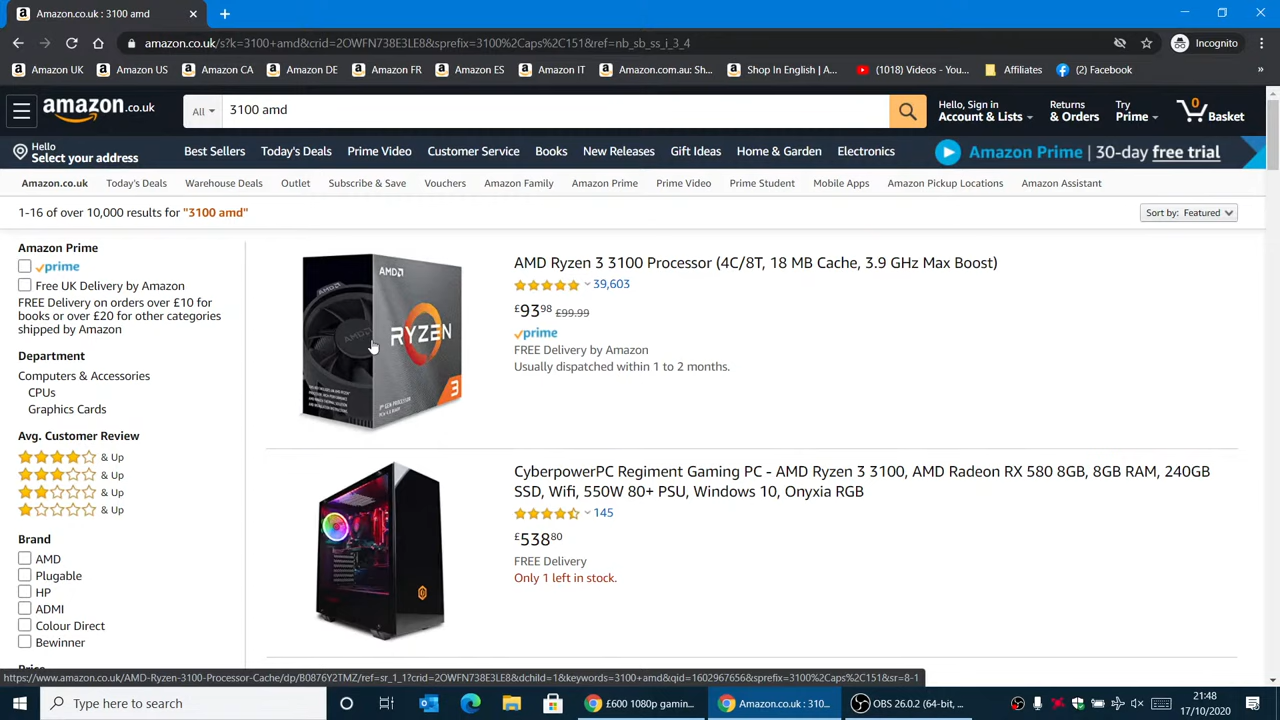 Amazon.co.uk : 3100 amd
amazon.co.uk/s?k=3100+amd&crid=2OWFN738E3LE8&sprefix=3100%2Caps%2C151&ref=nb_sb_ss_i_3_4
Incognito
Amazon UK
Amazon US
Amazon CA
Amazon DE
Amazon FR
Amazon ES
Amazon IT
Amazon.com.au: Sh...
Shop In English | A...
(1018) Videos - You...
Affiliates
Facebook
amazon.co.uk
All
3100 amd
Hello, Sign in
Account & Lists
Returns
& Orders
Try
Prime
0
Basket
Hello
Select your address
Best Sellers
Today's Deals
Prime Video
Customer Service
Books
New Releases
Gift Ideas
Home & Garden
Electronics
Amazon Prime | 30-day free trial
Amazon.co.uk
Today's Deals
Warehouse Deals
Outlet
Subscribe & Save
Vouchers
Amazon Family
Amazon Prime
Prime Video
Prime Student
Mobile Apps
Amazon Pickup Locations
Amazon Assistant
1-16 of over 10,000 results for "3100 amd"
Sort by: Featured
Amazon Prime
prime
Free UK Delivery by Amazon
FREE Delivery on orders over £10 for
books or over £20 for other categories
shipped by Amazon
Department
Computers & Accessories
CPUs
Graphics Cards
Avg. Customer Review
& Up
& Up
& Up
& Up
Brand
AMD
Plugable
HP
ADMI
Colour Direct
Bewinner
AMD
RYZEN
3
AMD Ryzen 3 3100 Processor (4C/8T, 18 MB Cache, 3.9 GHz Max Boost)
39,603
£93.98 £99.99
prime
FREE Delivery by Amazon
Usually dispatched within 1 to 2 months.
CyberpowerPC Regiment Gaming PC - AMD Ryzen 3 3100, AMD Radeon RX 580 8GB, 8GB RAM, 240GB
SSD, Wifi, 550W 80+ PSU, Windows 10, Onyxia RGB
145
£538.80
FREE Delivery
Only 1 left in stock.
https://www.amazon.co.uk/AMD-Ryzen-3100-Processor-Cache/dp/B0876Y2TMZ/ref=sr_1_1?crid=2OWFN738E3LE8&dchild=1&keywords=3100+amd&qid=1602967656&sprefix=3100%2Caps%2C151&sr=8-1
Type here to search
£600 1080p gamin...
Amazon.co.uk : 310...
OBS 26.0.2 (64-bit, ...
21:48
17/10/2020